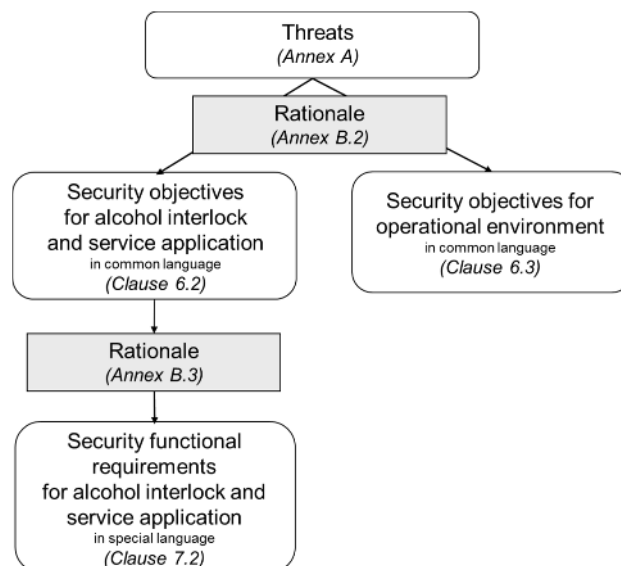 Threats
(Annex A)
Rationale
(Annex B.2)
Security objectives
for alcohol interlock
and service application
in common language
(Clause 6.2)
Security objectives for
operational environment
in common language
(Clause 6.3)
Rationale
(Annex B.3)
Security functional
requirements
for alcohol interlock and
service application
in special language
(Clause 7.2)